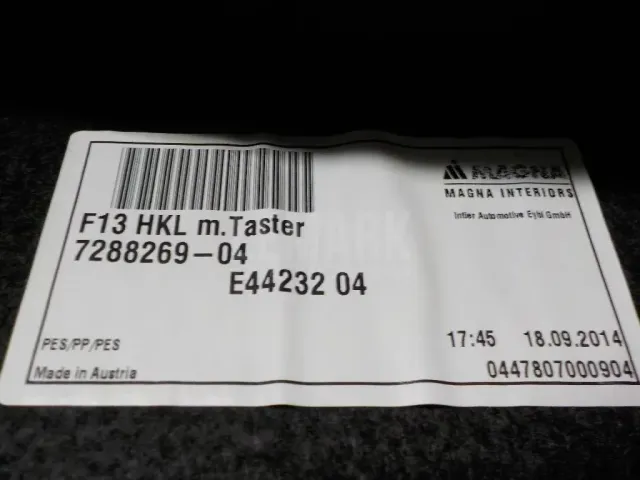 MAGNA
MAGNA INTERIORS
Intier Automotive Eybl GmbH
F13 HKL m.Taster
7288269-04
E44232 04
PES/PP/PES
17:45 18.09.2014
Made in Austria
0447807000904